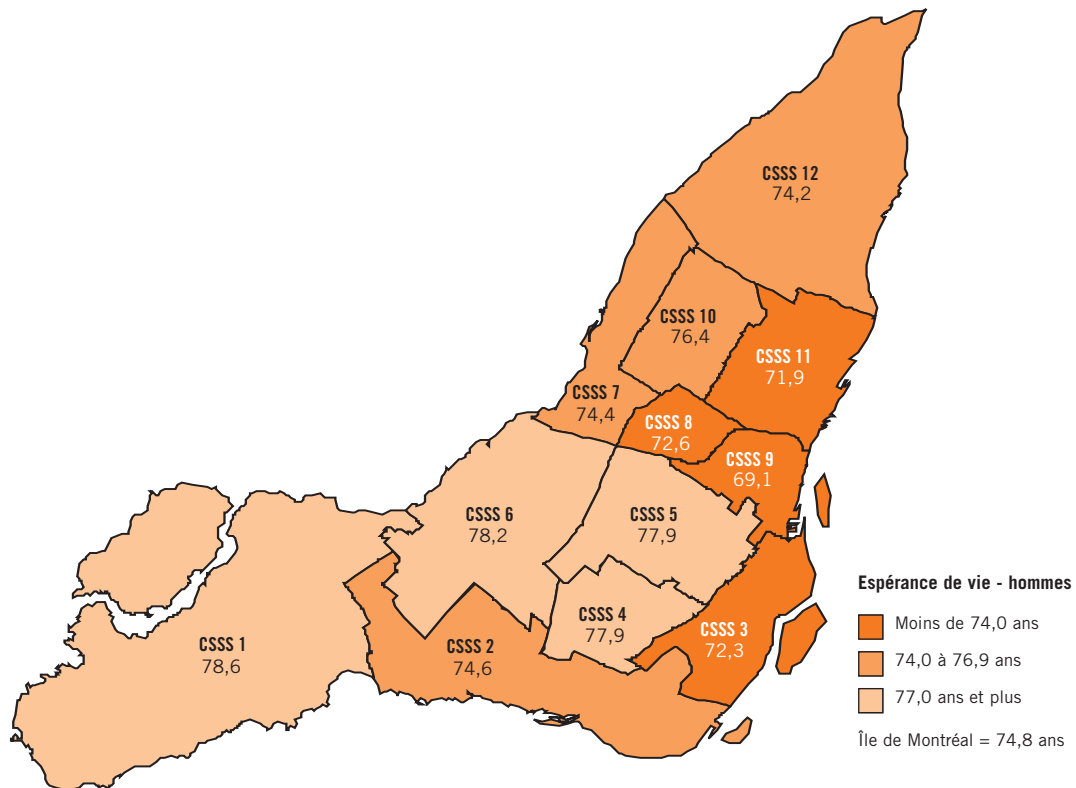 CSSS 12
74,2
CSSS 10
76,4
CSSS 11
71,9
CSSS 7
74,4
CSSS 8
72,6
CSSS 9
69,1
CSSS 6
78,2
CSSS 5
77,9
CSSS 4
77,9
CSSS 3
72,3
CSSS 1
78,6
CSSS 2
74,6
Espérance de vie - hommes
Moins de 74,0 ans
74,0 à 76,9 ans
77,0 ans et plus
Île de Montréal = 74,8 ans